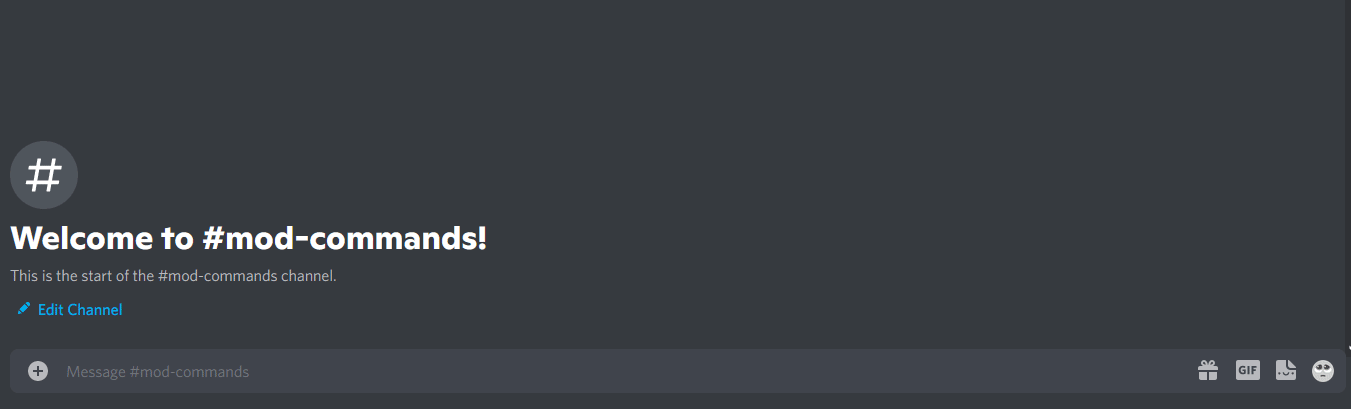 #
Welcome to #mod-commands!
This is the start of the #mod-commands channel.
Edit Channel
Message #mod-commands
GIF